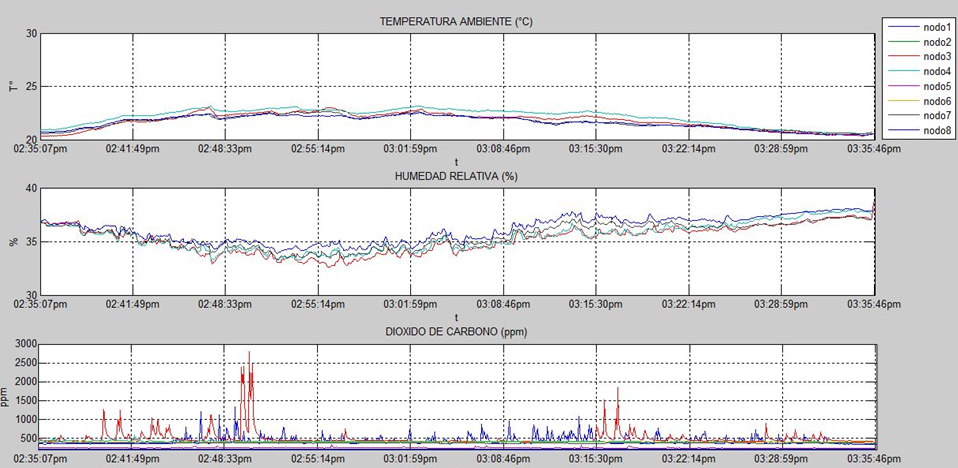 TEMPERATURA AMBIENTE (°C)
nodo1
nodo2
nodo3
nodo4
nodo5
nodo6
nodo7
nodo8
30
25
20
T°
02:35:07pm 02:41:49pm 02:48:33pm 02:55:14pm 03:01:59pm 03:08:46pm 03:15:30pm 03:22:14pm 03:28:59pm 03:35:46pm
t
HUMEDAD RELATIVA (%)
40
35
30
%
02:35:07pm 02:41:49pm 02:48:33pm 02:55:14pm 03:01:59pm 03:08:46pm 03:15:30pm 03:22:14pm 03:28:59pm 03:35:46pm
t
DIOXIDO DE CARBONO (ppm)
3000
2500
2000
1500
1000
500
ppm
02:35:07pm 02:41:49pm 02:48:33pm 02:55:14pm 03:01:59pm 03:08:46pm 03:15:30pm 03:22:14pm 03:28:59pm 03:35:46pm